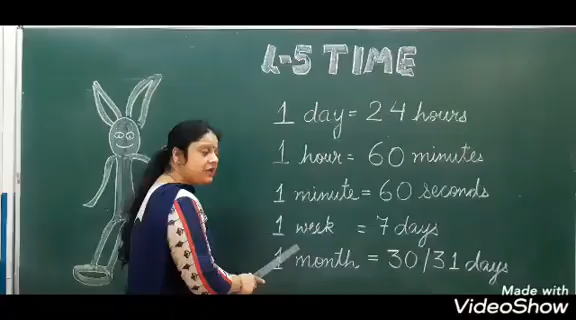 L-5 TIME
1 day = 24 hours
1 hour = 60 minutes
1 minute = 60 seconds
1 week = 7 days
1 month = 30/31 days
Made with
VideoShow